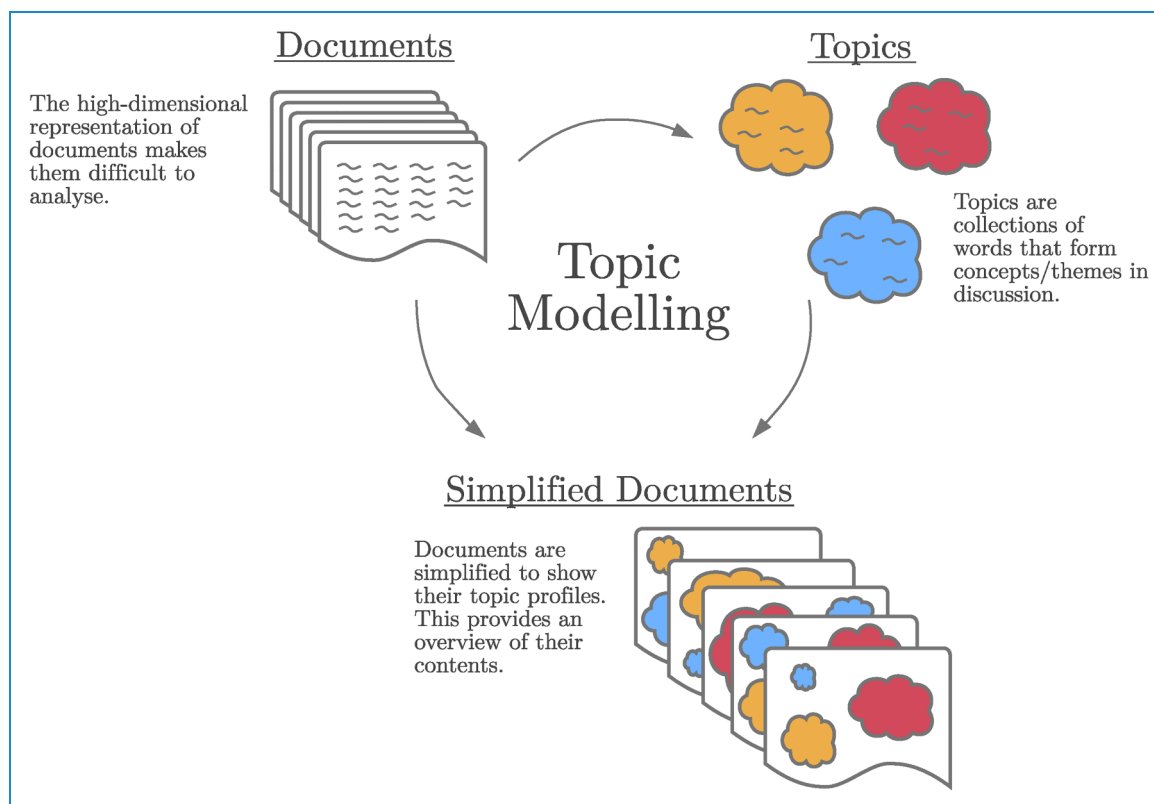 Documents
The high-dimensional
representation of
documents makes
them difficult to
analyse.
Topics
Topics are
collections of
words that form
concepts/themes in
discussion.
Topic
Modelling
Simplified Documents
Documents are
simplified to show
their topic profiles.
This provides an
overview of their
contents.